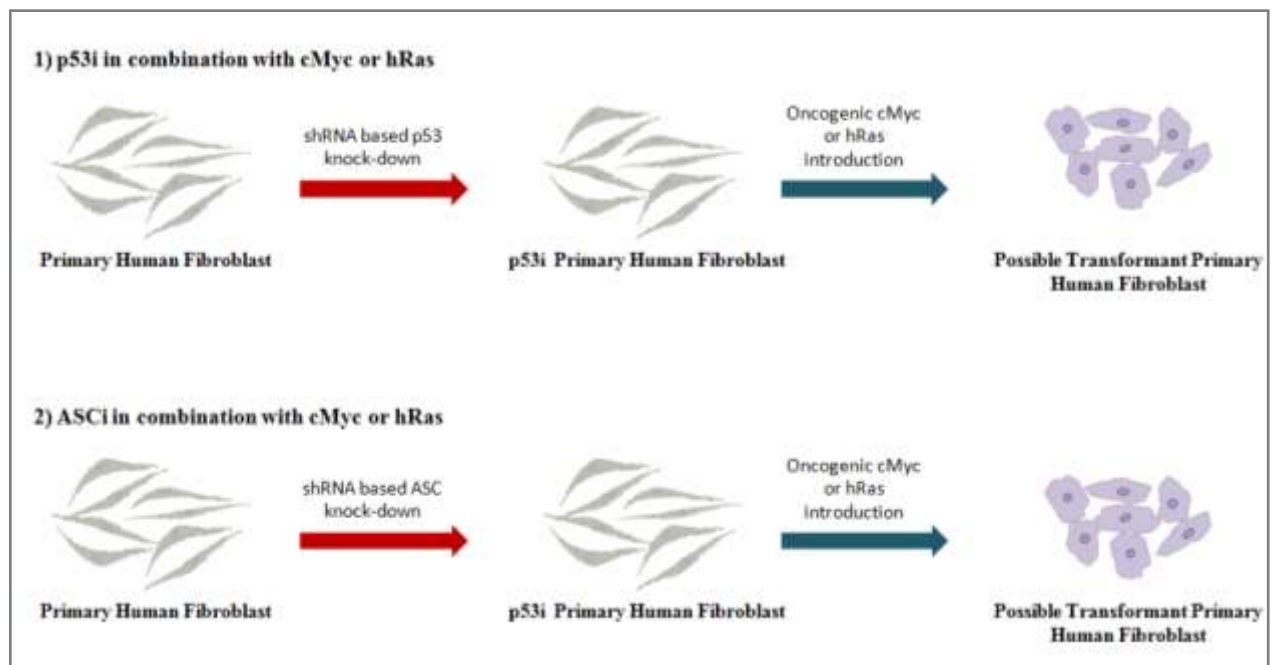 1) p53i in combination with cMyc or hRas
shRNA based p53
knock-down
Oncogenic cMyc
or hRas
introduction
Primary Human Fibroblast
p53i Primary Human Fibroblast
Possible Transformant Primary
Human Fibroblast
2) ASCi in combination with cMyc or hRas
shRNA based ASC
knock-down
Oncogenic cMyc
or hRas
introduction
Primary Human Fibroblast
p53i Primary Human Fibroblast
Possible Transformant Primary
Human Fibroblast